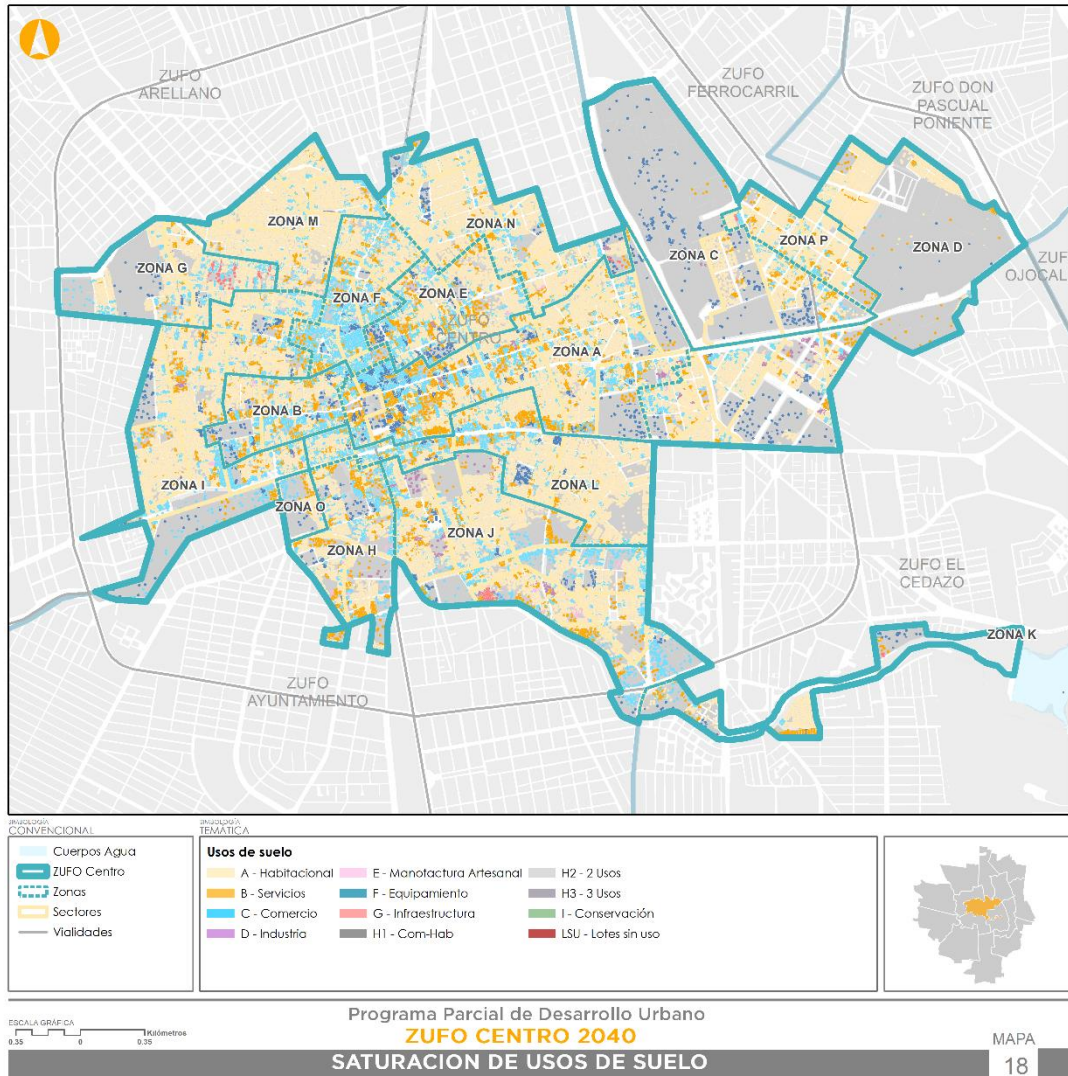 ZUFO
ARELLANO
ZUFO
FERROCARRIL
ZUFO DON
PASCUAL
PONIENTE
ZONA M
ZONA N
ZONA P
ZONA D
ZONA G
ZONA C
ZUFO
OJOCAL
ZONA F
ZONA E
ZUFO
CENTRO
ZONA A
ZONA B
ZONA I
ZONA L
ZONA O
ZONA J
ZONA H
ZUFO EL
CEDAZO
ZONA K
ZUFO
AYUNTAMIENTO
SIMBOLOGÍA
CONVENCIONAL
Cuerpos Agua
ZUFO Centro
Zonas
Sectores
Vialidades
SIMBOLOGÍA
TEMÁTICA
Usos de suelo
A - Habitacional
B - Servicios
C - Comercio
D - Industria
E - Manofactura Artesanal
F - Equipamiento
G - Infraestructura
H1 - Com-Hab
H2 - 2 Usos
H3 - 3 Usos
I - Conservación
LSU - Lotes sin uso
ESCALA GRÁFICA
Kilómetros
0.35 0 0.35
Programa Parcial de Desarrollo Urbano
ZUFO CENTRO 2040
SATURACION DE USOS DE SUELO
MAPA
18